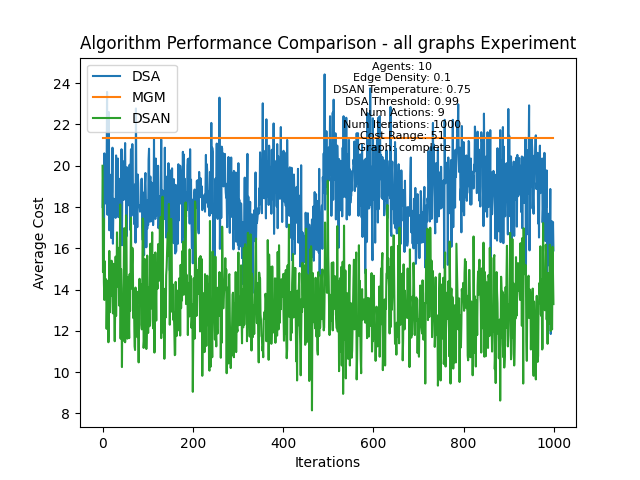 Algorithm Performance Comparison - all graphs Experiment
DSA
MGM
DSAN
Agents: 10
Edge Density: 0.1
DSAN Temperature: 0.75
DSA Threshold: 0.99
Num Actions: 9
Num Iterations: 1000
Cost Range: 51
Graph: complete
Average Cost
24
22
20
18
16
14
12
10
8
0
200
400
600
800
1000
Iterations